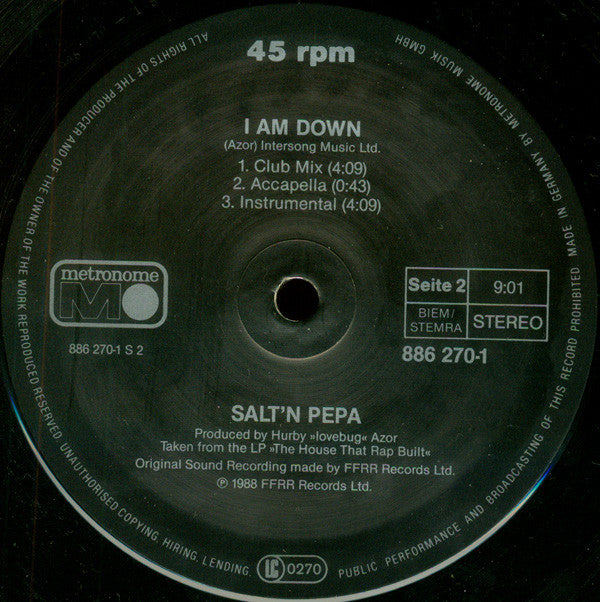 45 rpm
I AM DOWN
(Azor) Intersong Music Ltd.
1. Club Mix (4:09)
2. Accapella (0:43)
3. Instrumental (4:09)
metronome
M
886 270-1 S 2
Seite 2
9:01
BIEM/
STEMRA
STEREO
886 270-1
SALT'N PEPA
Produced by Hurby »lovebug« Azor
Taken from the LP »The House That Rap Built«
Original Sound Recording made by FFRR Records Ltd.
℗ 1988 FFRR Records Ltd.
LC 0270
ALL RIGHTS OF THE PRODUCER AND OF THE OWNER OF THE WORK REPRODUCED RESERVED. UNAUTHORISED COPYING, HIRING, LENDING, PUBLIC PERFORMANCE AND BROADCASTING OF THIS RECORD PROHIBITED. MADE IN GERMANY BY METRONOME MUSIK GMBH